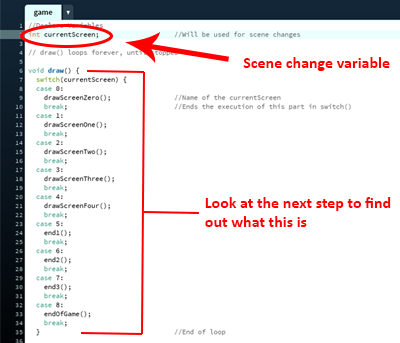 game
1 //Declare Variables
2 int currentScreen; //Will be used for scene changes
3
4 // draw() loops forever, until stopped
5
6 void draw() {
7 switch(currentScreen) {
8 case 0:
9 drawScreenZero(); //Name of the currentScreen
10 break; //Ends the execution of this part in switch()
11 case 1:
12 drawScreenOne();
13 break;
14 case 2:
15 drawScreenTwo();
16 break;
17 case 3:
18 drawScreenThree();
19 break;
20 case 4:
21 drawScreenFour();
22 break;
23 case 5:
24 end1();
25 break;
26 case 6:
27 end2();
28 break;
29 case 7:
30 end3();
31 break;
32 case 8:
33 endOfGame();
34 break;
35 } //End of loop
Scene change variable
Look at the next step to find
out what this is